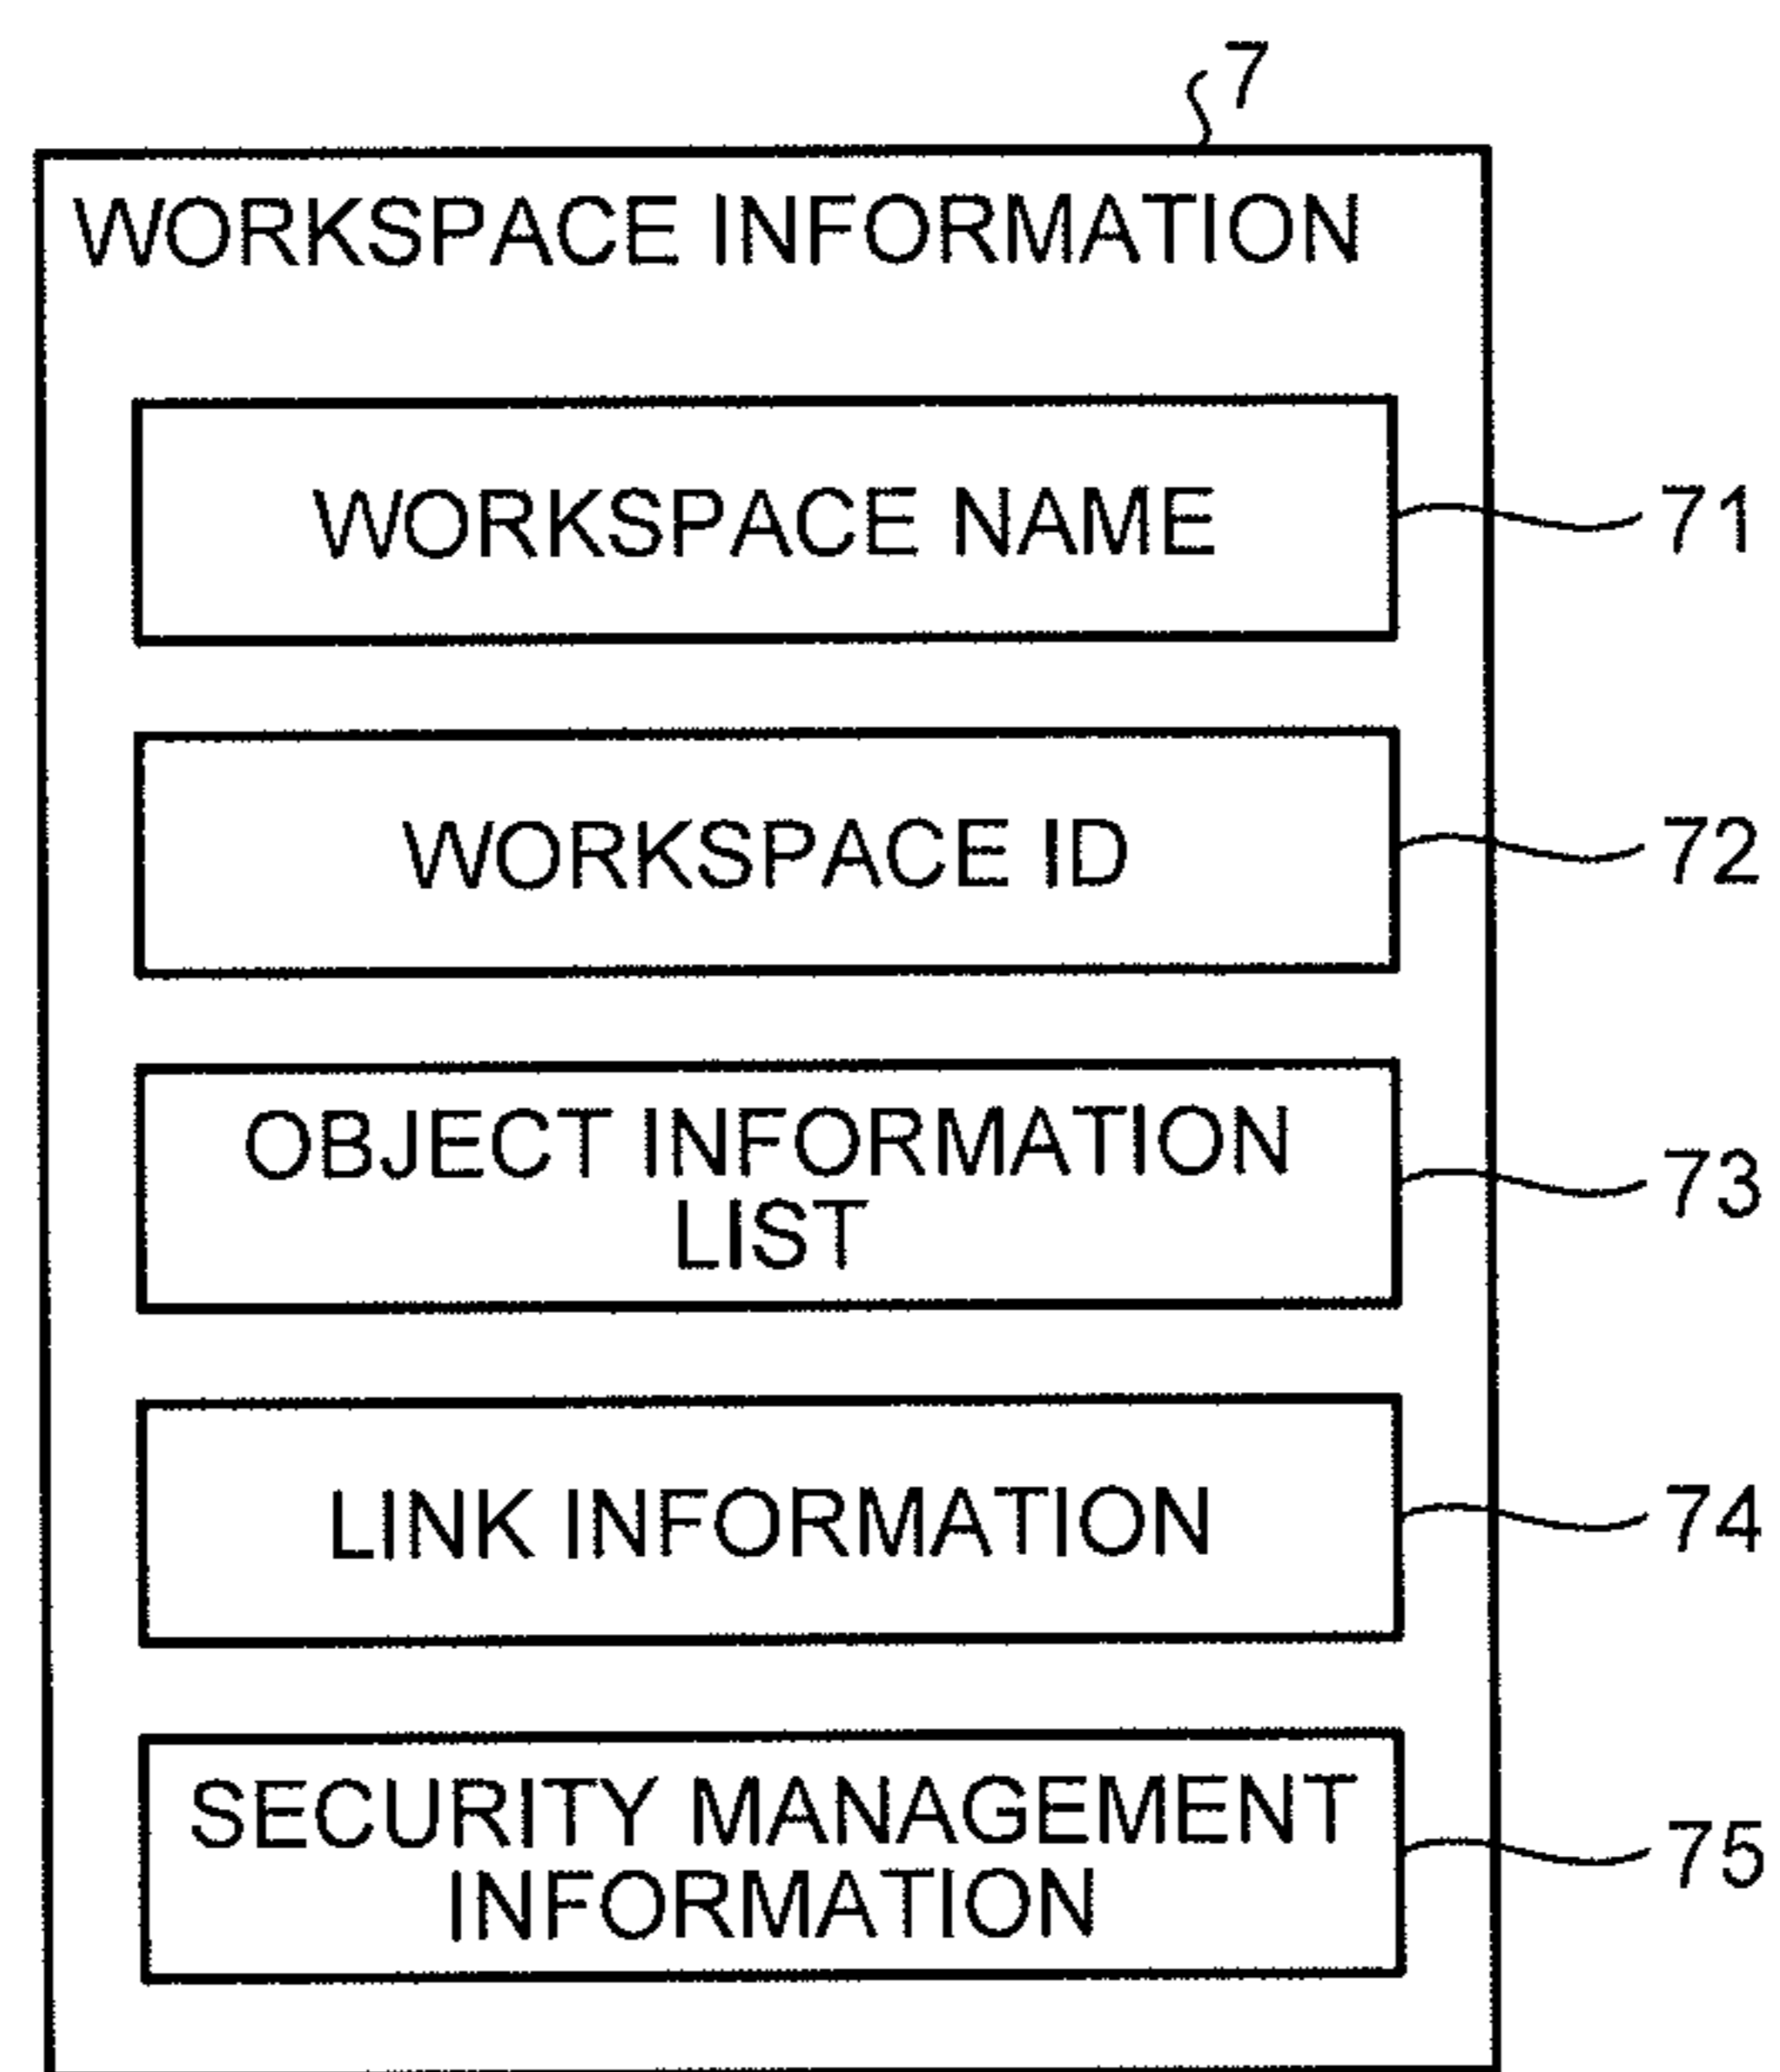 7
WORKSPACE INFORMATION
WORKSPACE NAME
71
WORKSPACE ID
72
OBJECT INFORMATION
LIST
73
LINK INFORMATION
74
SECURITY MANAGEMENT
INFORMATION
75